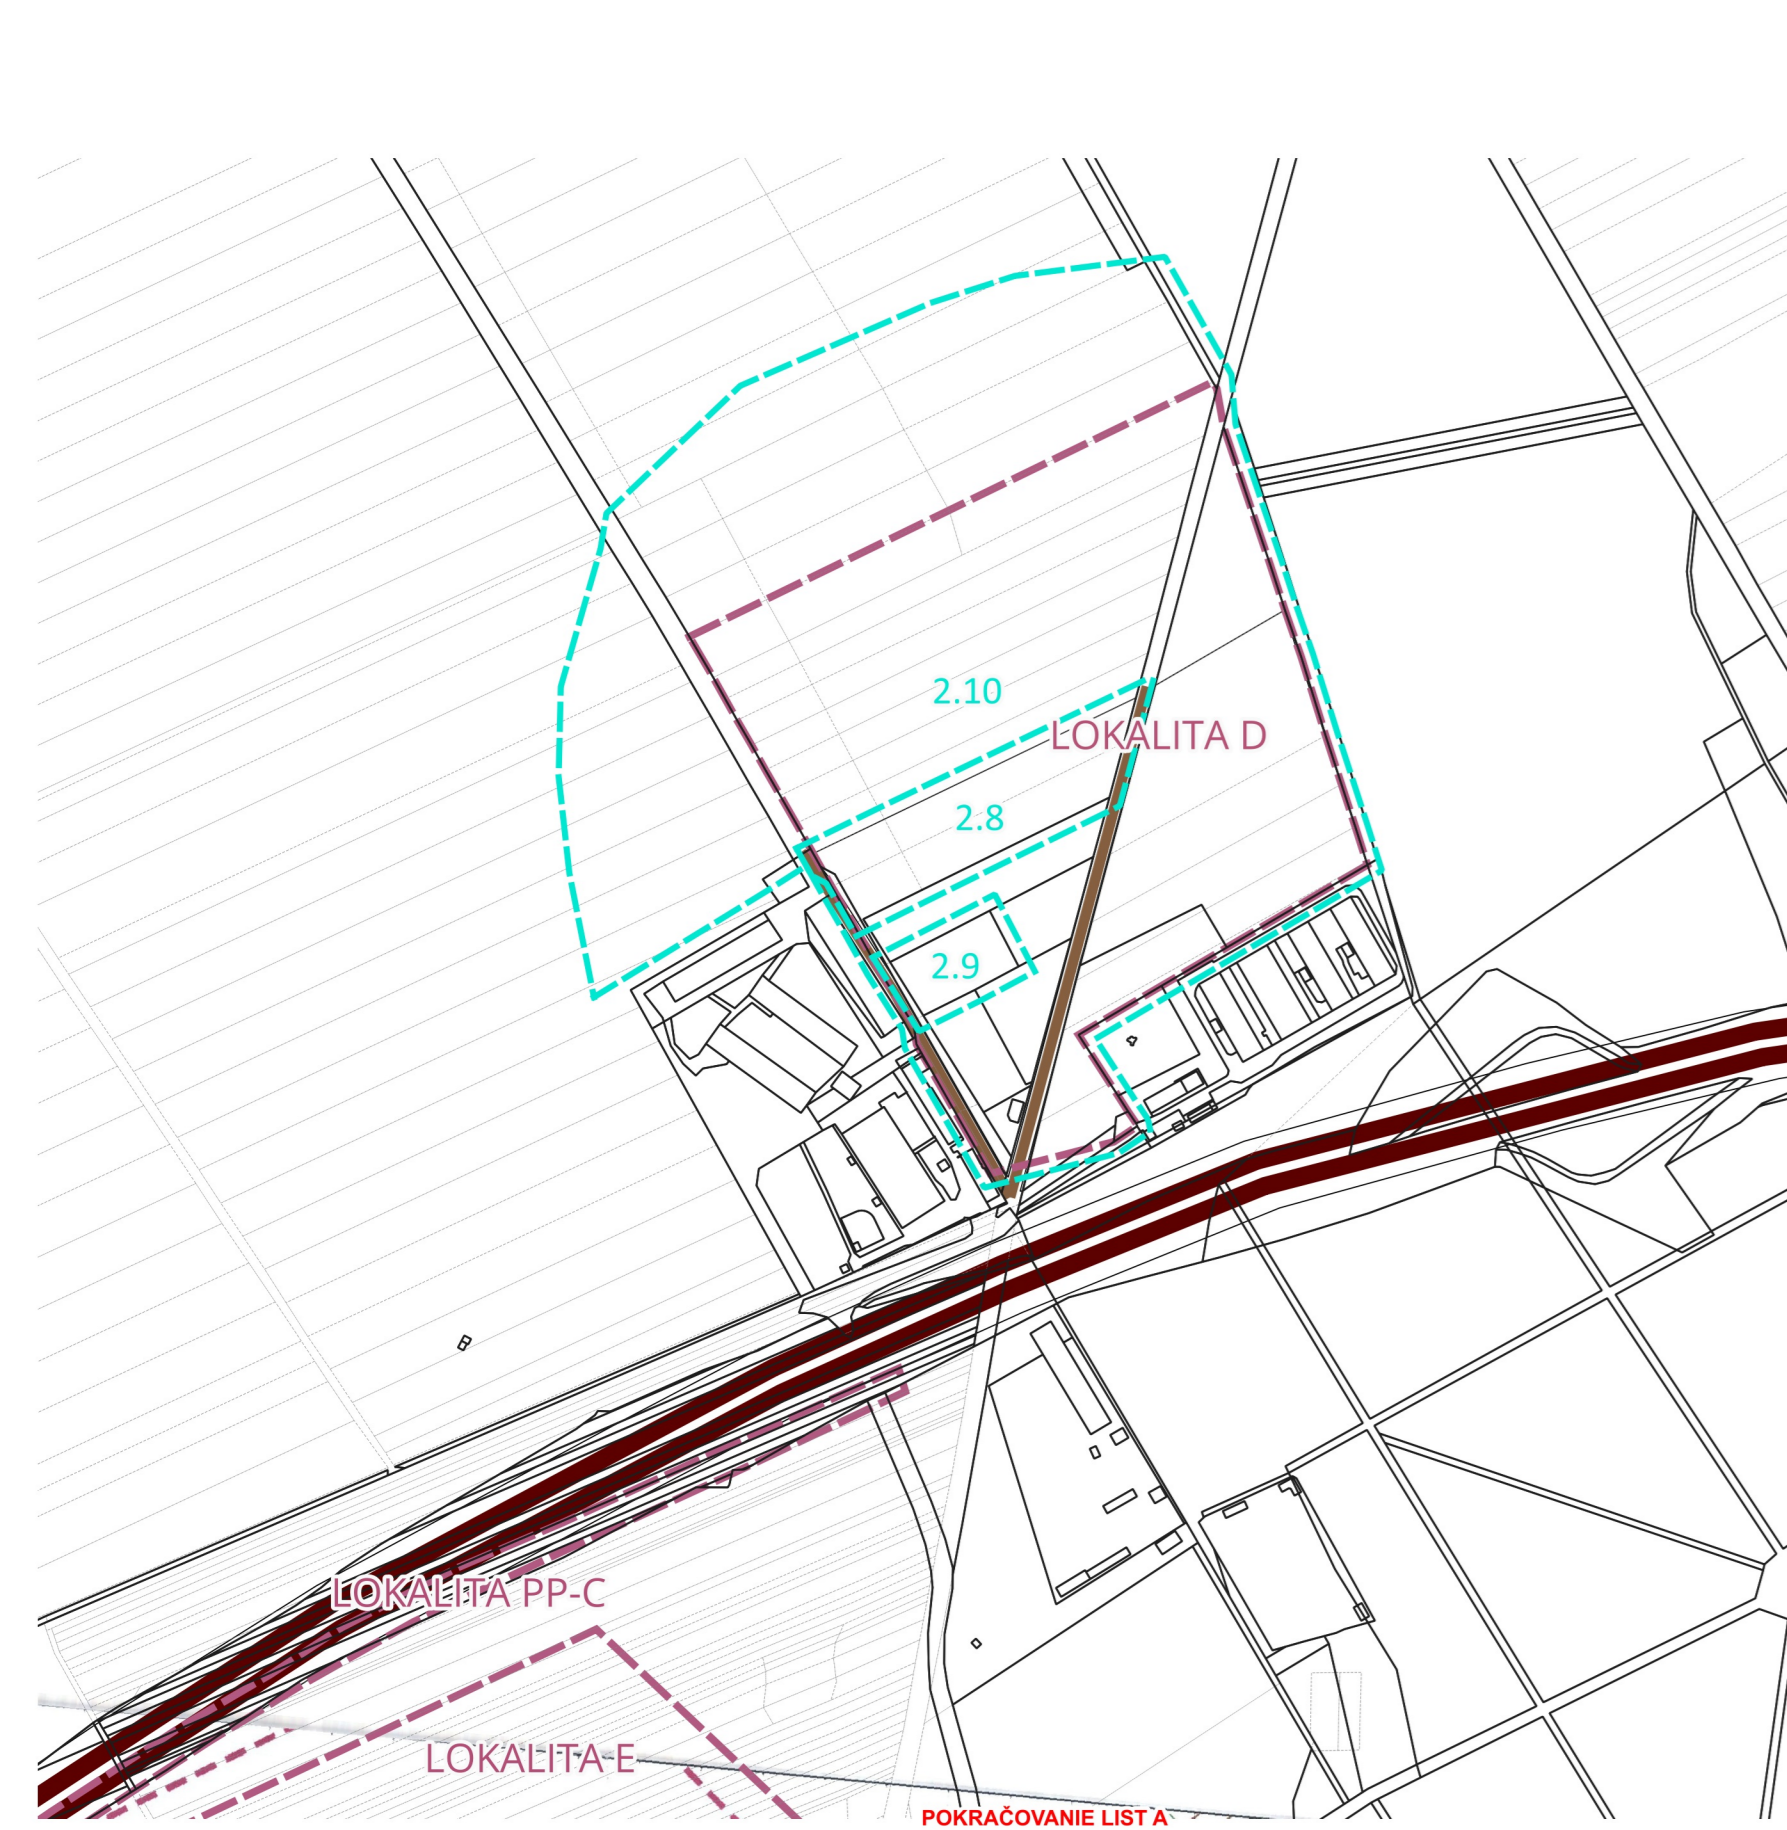 2.10
LOKALITA D
2.8
2.9
LOKALITA PP-C
LOKALITA E
POKRAČOVANIE LIST A